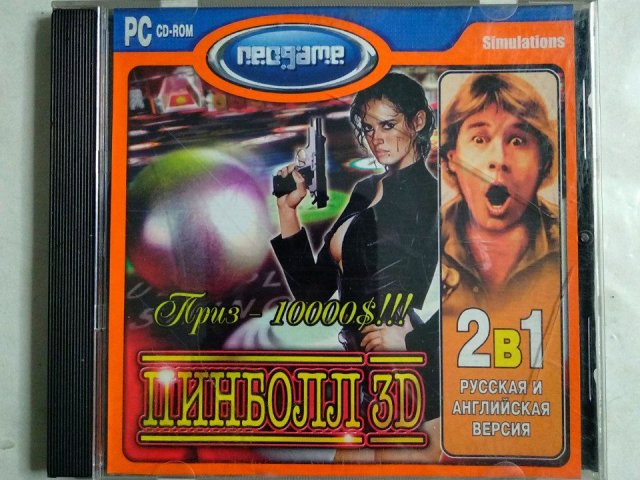 PC CD-ROM
neogame
Simulations
Приз - 10000$!!!
ПИНБОЛЛ 3D
2в1
РУССКАЯ И
АНГЛИЙСКАЯ
ВЕРСИЯ